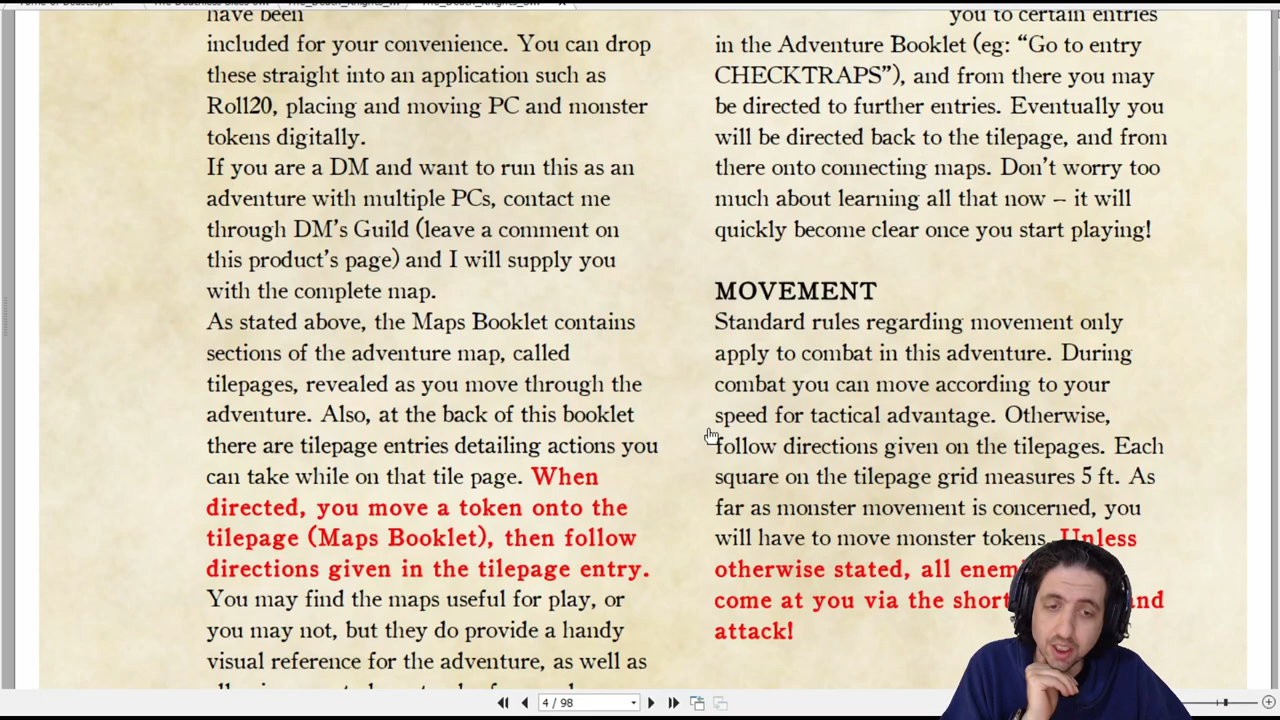 have been
included for your convenience. You can drop
these straight into an application such as
Roll20, placing and moving PC and monster
tokens digitally.
If you are a DM and want to run this as an
adventure with multiple PCs, contact me
through DM's Guild (leave a comment on
this product's page) and I will supply you
with the complete map.
As stated above, the Maps Booklet contains
sections of the adventure map, called
tilepages, revealed as you move through the
adventure. Also, at the back of this booklet
there are tilepage entries detailing actions you
can take while on that tile page. When
directed, you move a token onto the
tilepage (Maps Booklet), then follow
directions given in the tilepage entry.
You may find the maps useful for play, or
you may not, but they do provide a handy
visual reference for the adventure, as well as
you to certain entries
in the Adventure Booklet (eg: “Go to entry
CHECKTRAPS”), and from there you may
be directed to further entries. Eventually you
will be directed back to the tilepage, and from
there onto connecting maps. Don't worry too
much about learning all that now – it will
quickly become clear once you start playing!
MOVEMENT
Standard rules regarding movement only
apply to combat in this adventure. During
combat you can move according to your
speed for tactical advantage. Otherwise,
follow directions given on the tilepages. Each
square on the tilepage grid measures 5 ft. As
far as monster movement is concerned, you
will have to move monster tokens. Unless
otherwise stated, all
come at you via the and
attack!
4 / 98